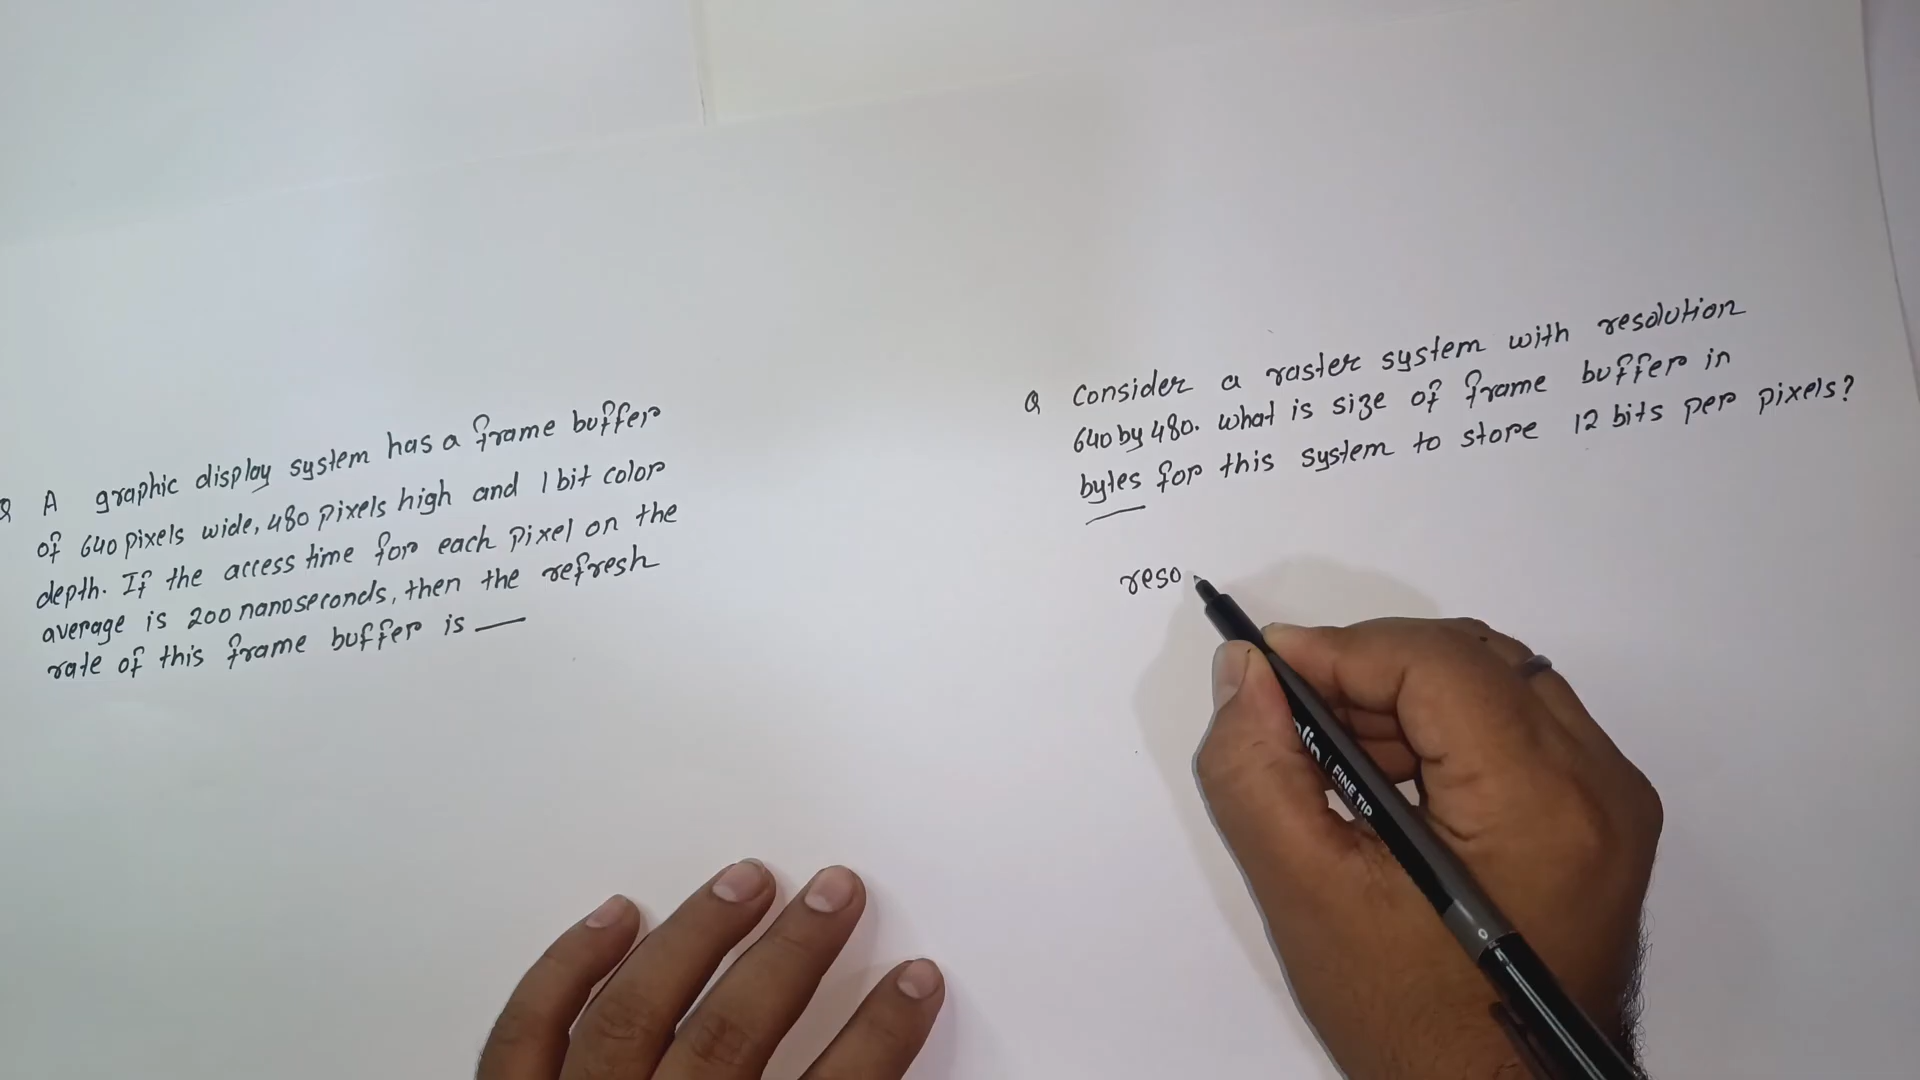 Q A graphic display system has a frame buffer
of 640 pixels wide, 480 pixels high and 1 bit color
depth. If the access time for each pixel on the
average is 200 nanoseconds, then the refresh
rate of this frame buffer is __
Q Consider a raster system with resolution
640 by 480. What is size of frame buffer in
bytes for this system to store 12 bits per pixels?
reso
FINE TIP